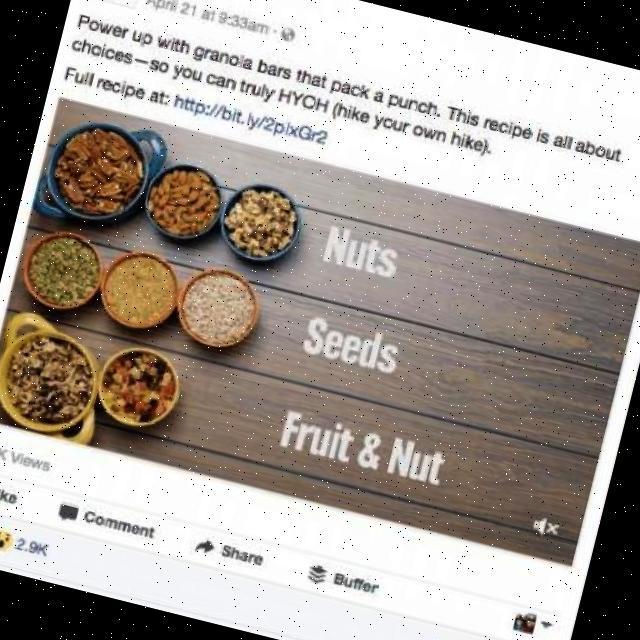 April 21 at 9:33am
Power up with granola bars that pack a punch. This recipe is all about
choices—so you can truly HYOH (hike your own hike).
Full recipe at: http://bit.ly/2plxGr2
Nuts
Seeds
Fruit & Nut
K Views
ke
Comment
Share
Buffer
2.9K